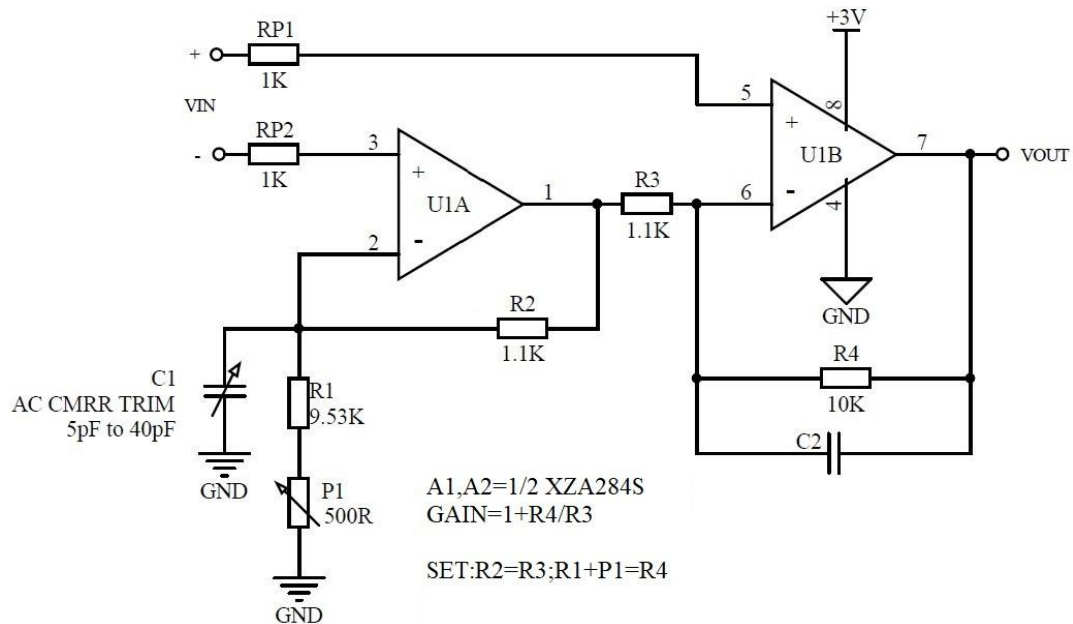 +3V
RP1
+
1K
VIN
RP2
-
1K
3
+
U1A
1
2
-
5
+
8
U1B
7
VOUT
R3
6
-
4
1.1K
GND
R2
1.1K
R4
10K
C2
C1
AC CMRR TRIM
5pF to 40pF
GND
R1
9.53K
P1
500R
GND
A1,A2=1/2 XZA284S
GAIN=1+R4/R3
SET:R2=R3;R1+P1=R4